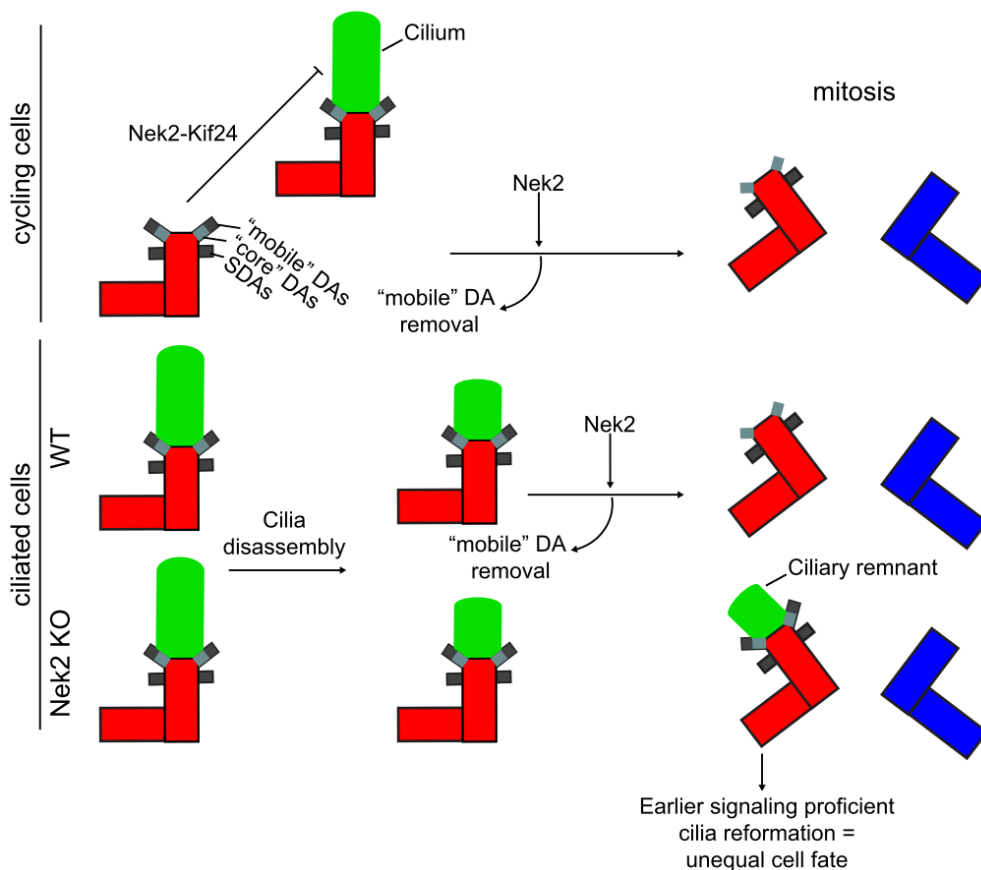 cycling cells
Cilium
Nek2-Kif24
"mobile" DAs
"core" DAs
SDAs
Nek2
"mobile" DA
removal
mitosis
ciliated cells
WT
Nek2 KO
Cilia
disassembly
Nek2
"mobile" DA
removal
Ciliary remnant
Earlier signaling proficient
cilia reformation =
unequal cell fate